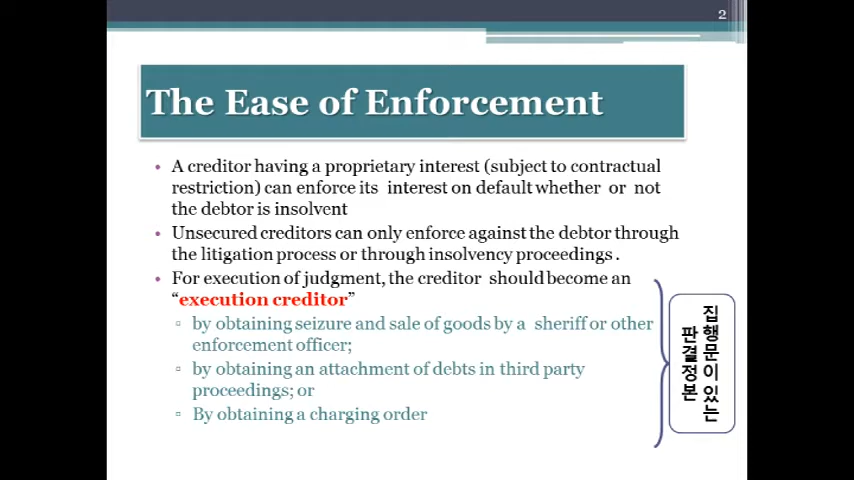 2
The Ease of Enforcement
• A creditor having a proprietary interest (subject to contractual
restriction) can enforce its interest on default whether or not
the debtor is insolvent
• Unsecured creditors can only enforce against the debtor through
the litigation process or through insolvency proceedings .
• For execution of judgment, the creditor should become an
“execution creditor”
▫ by obtaining seizure and sale of goods by a sheriff or other
enforcement officer;
▫ by obtaining an attachment of debts in third party
proceedings; or
▫ By obtaining a charging order
집행문이 있는
판결정본